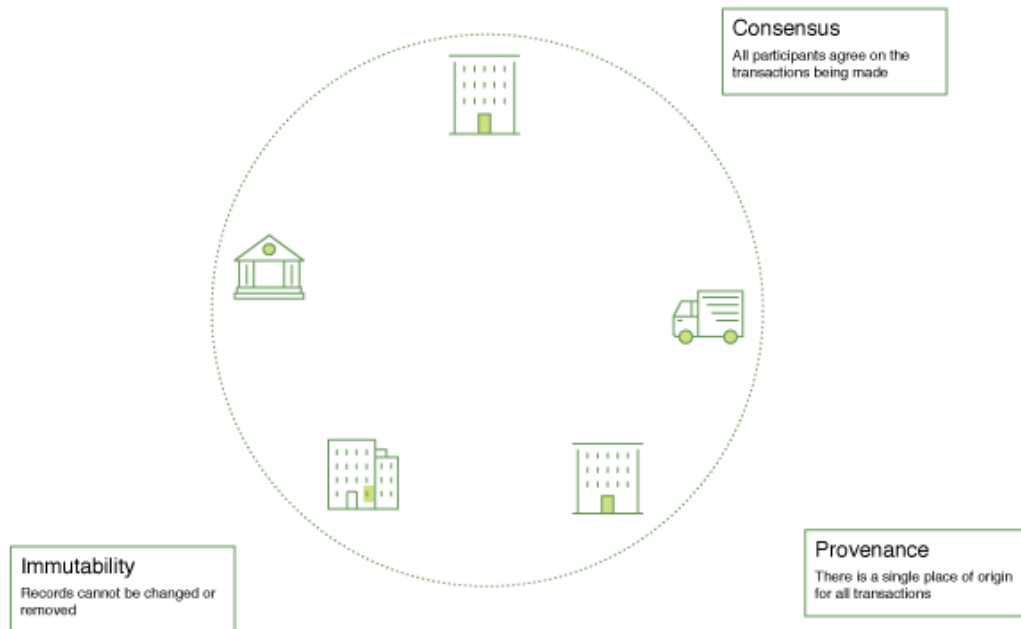 Consensus
All participants agree on the
transactions being made
Immutability
Records cannot be changed or
removed
Provenance
There is a single place of origin
for all transactions